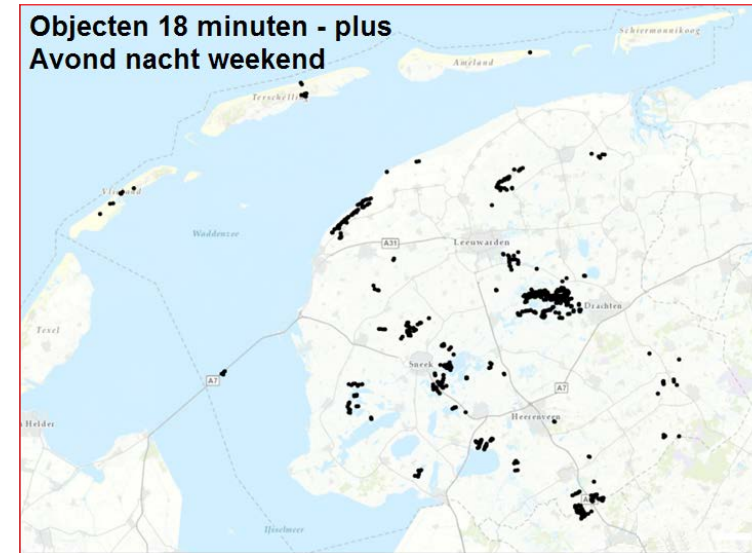 Objecten 18 minuten - plus
Avond nacht weekend
Schiermonnikoog
Ameland
Terschelling
Vlieland
Waddenzee
A31
Leeuwarden
Drachten
Texel
Sneek
A7
A7
Heerenveen
Helder
IJsselmeer